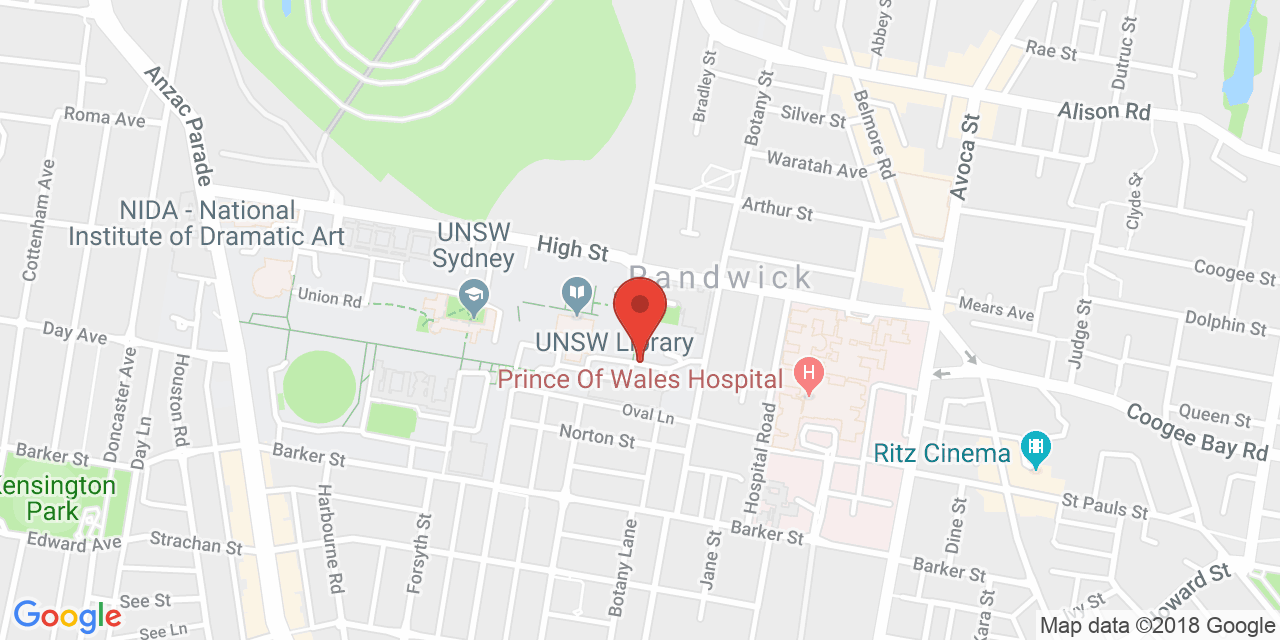 Abbey St
Dutruc St
Rae St
Bradley St
Botany St
Anzac Parade
Belmore Rd
Alison Rd
Roma Ave
Silver St
Avoca St
Waratah Ave
Cottenham Ave
Clyde St
NIDA - National
Institute of Dramatic Art
Arthur St
UNSW
Sydney
High St
Randwick
Coogee St
Union Rd
Mears Ave
Dolphin St
Day Ave
Judge St
UNSW Library
Prince Of Wales Hospital
H
Houston Rd
Doncaster Ave
Day Ln
Oval Ln
Queen St
Coogee Bay Rd
Norton St
Hospital Road
Ritz Cinema
Barker St
Barker St
Kensington
Park
St Pauls St
Harbourne Rd
Forsyth St
Botany Lane
Jane St
Barker St
Dine St
Edward Ave
Strachan St
Barker St
See St
See Ln
Kara St
Howard St
Google
Map data ©2018 Google